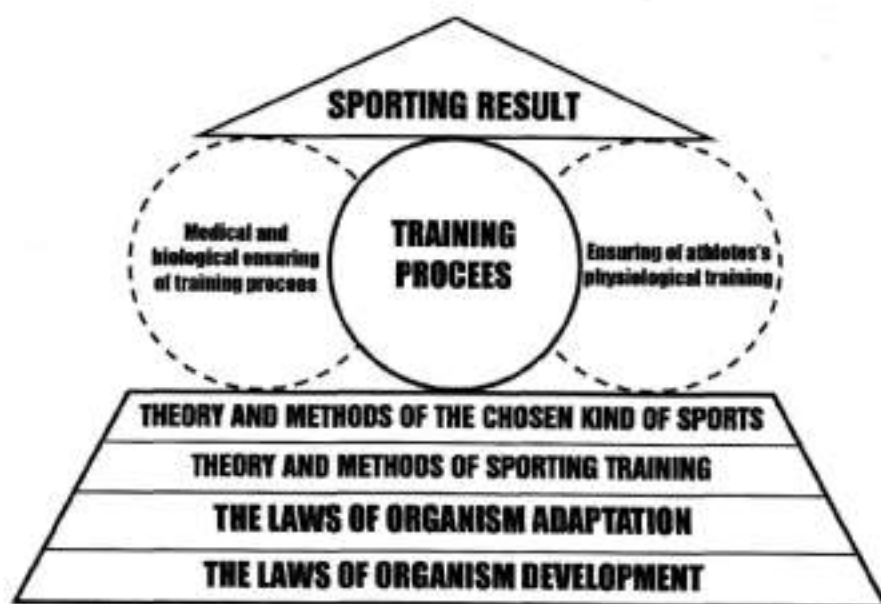 SPORTING RESULT
Medical and
biological ensuring
of training procees
TRAINING
PROCEES
Ensuring of athletes's
physiological training
THEORY AND METHODS OF THE CHOSEN KIND OF SPORTS
THEORY AND METHODS OF SPORTING TRAINING
THE LAWS OF ORGANISM ADAPTATION
THE LAWS OF ORGANISM DEVELOPMENT